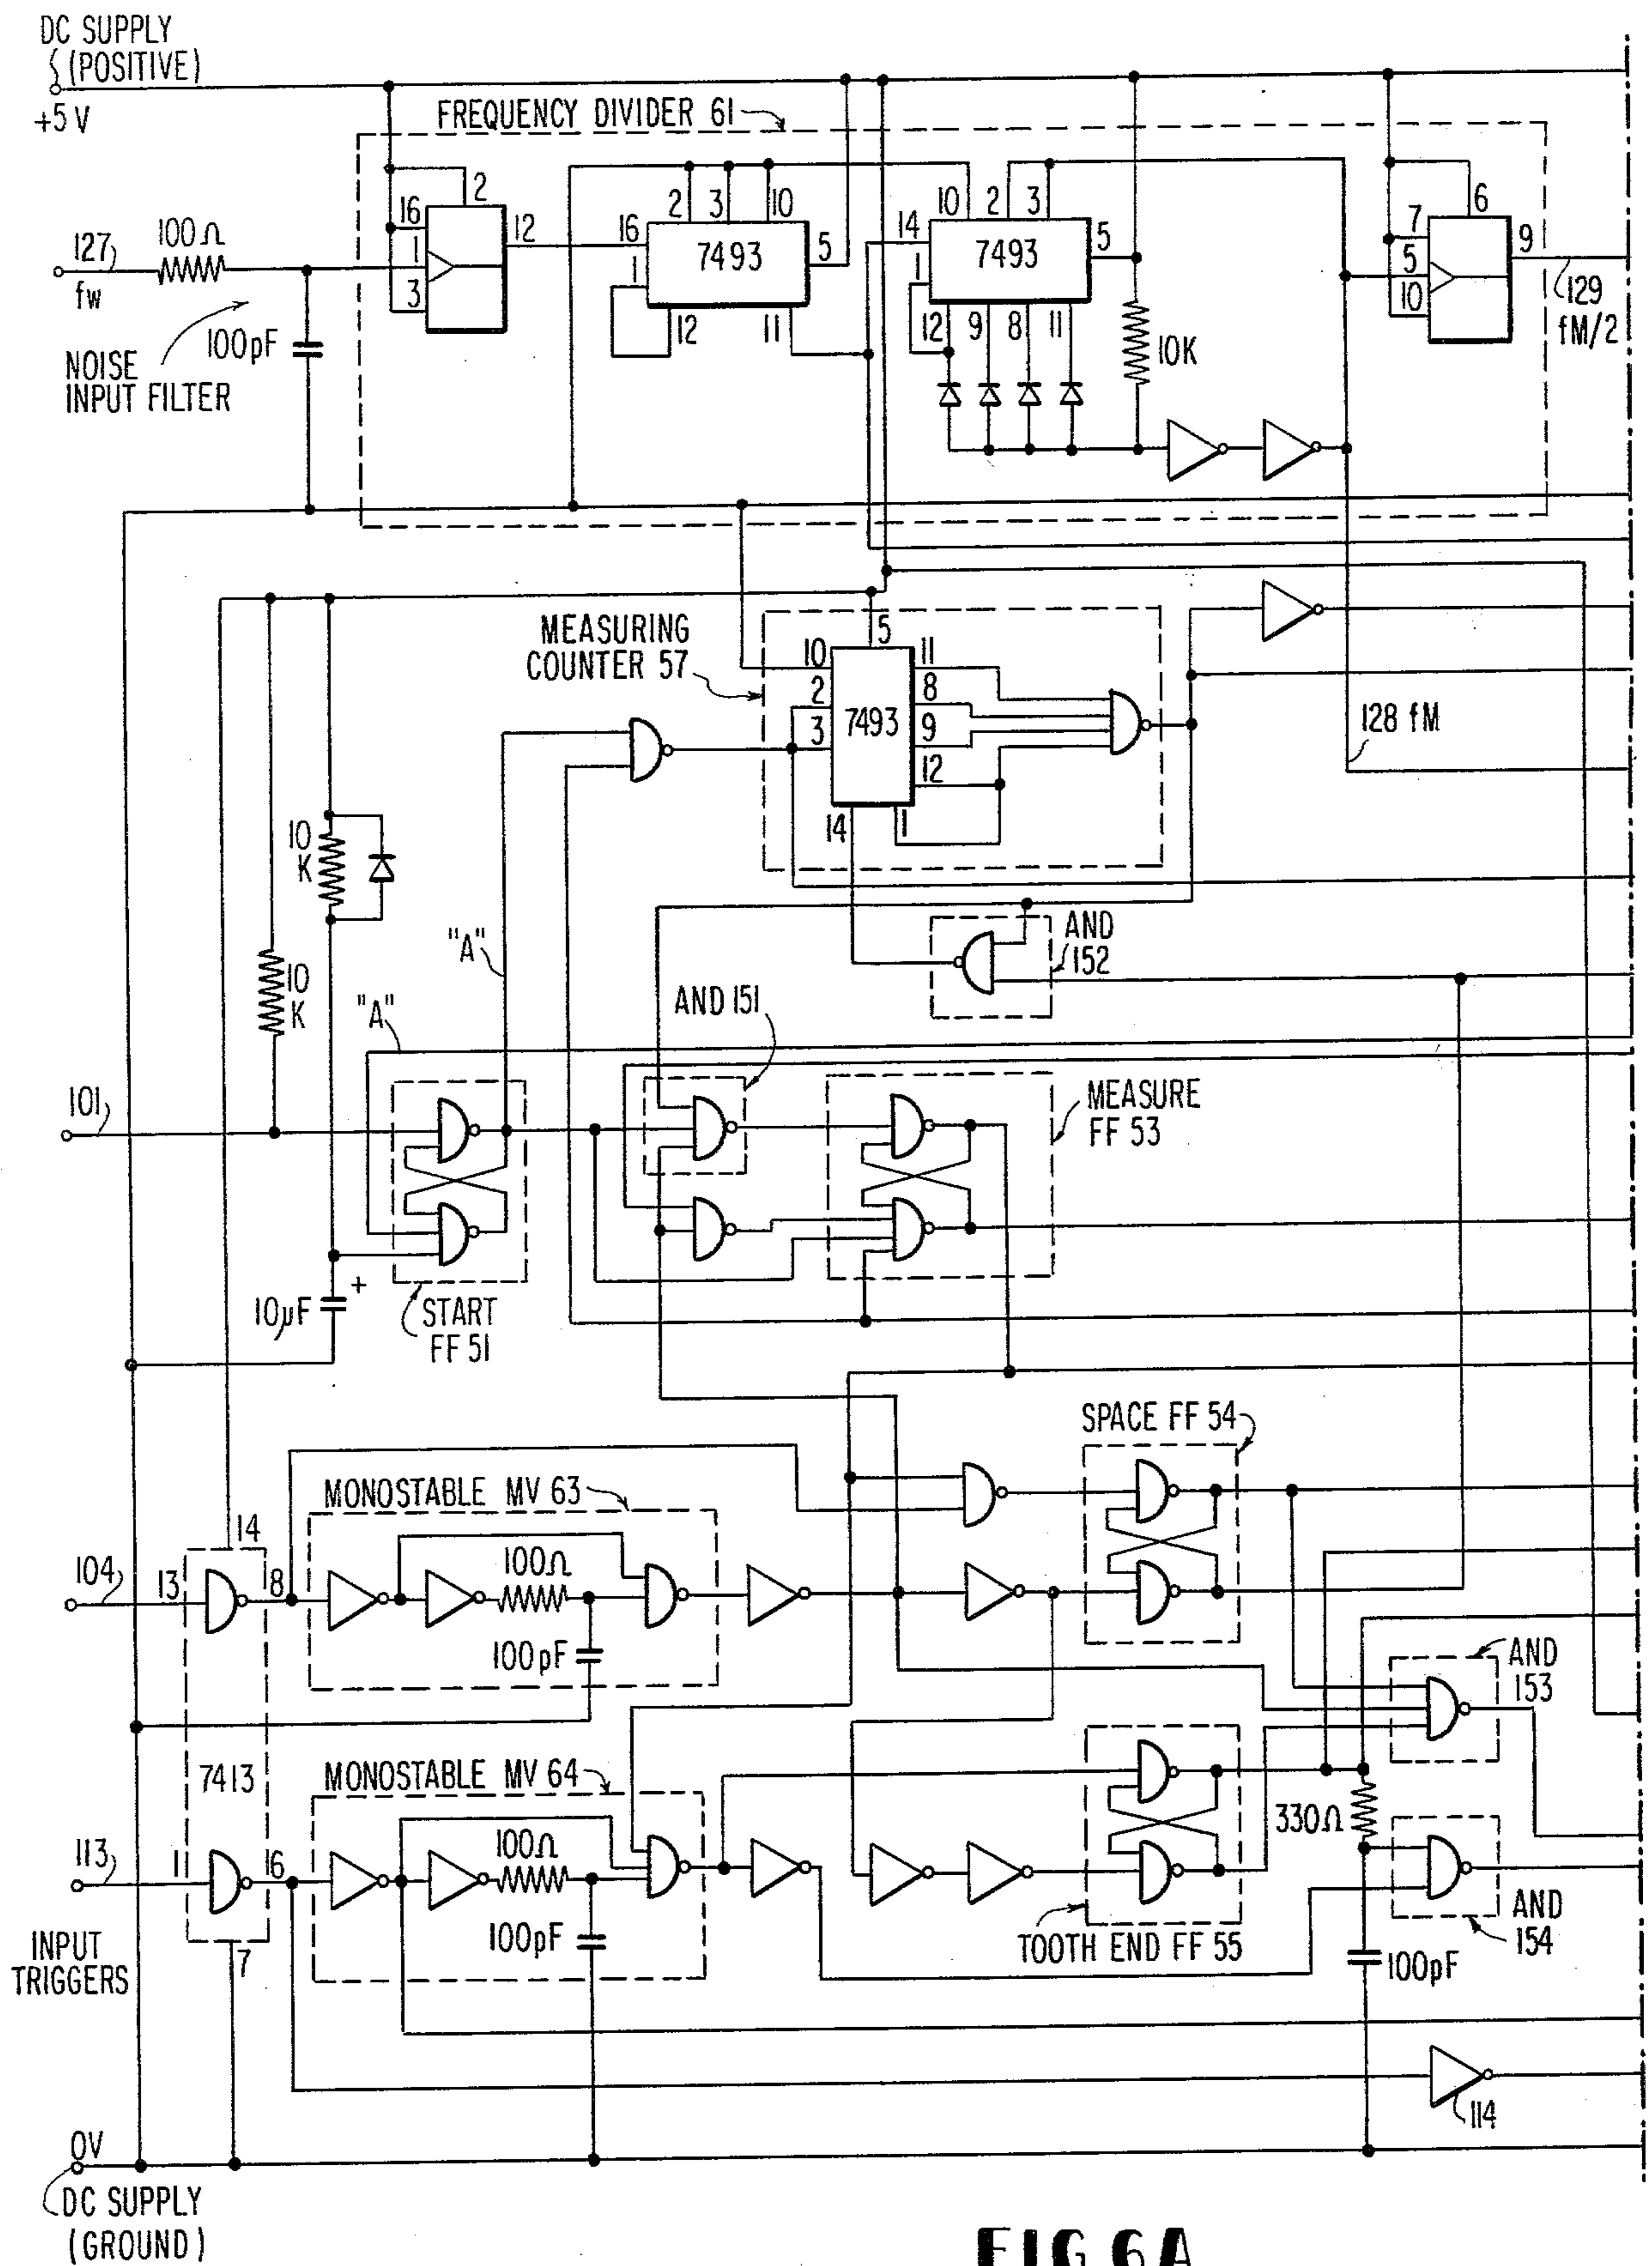 DC SUPPLY
(POSITIVE)
+5V
FREQUENCY DIVIDER 61
127
fw
100Ω
NOISE
INPUT FILTER
100pF
16
1
3
2
12
16
1
2
3
10
7493
5
12
11
14
1
10
2
3
7493
5
12
9
8
11
10K
7
5
10
6
9
129
fM/2
MEASURING
COUNTER 57
10
2
3
5
7493
11
8
9
12
14
1
128 fM
10
K
10
K
"A"
"A"
AND
152
AND 151
101
MEASURE
FF 53
10µF
+
START
FF 51
SPACE FF 54
MONOSTABLE MV 63
104
13
14
8
100Ω
100pF
AND
153
7413
MONOSTABLE MV 64
113
11
16
100Ω
100pF
330Ω
INPUT
TRIGGERS
7
TOOTH END FF 55
AND
154
100pF
114
0V
DC SUPPLY
(GROUND)
FIG 6A